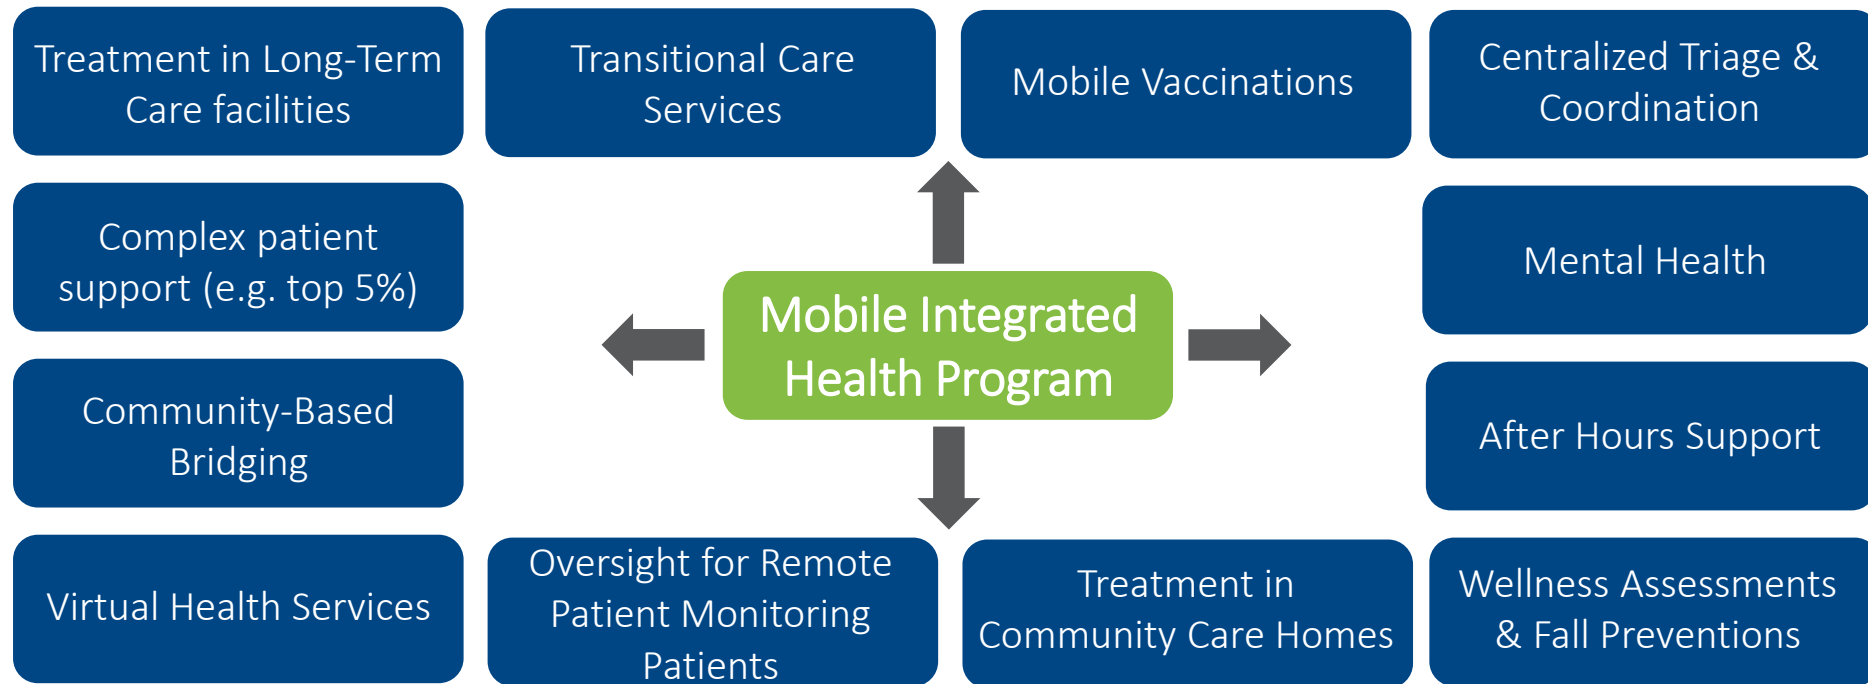 Treatment in Long-Term
Care facilities
Transitional Care
Services
Mobile Vaccinations
Centralized Triage &
Coordination
Complex patient
support (e.g. top 5%)
Mental Health
Mobile Integrated
Health Program
Community-Based
Bridging
After Hours Support
Virtual Health Services
Oversight for Remote
Patient Monitoring
Patients
Treatment in
Community Care Homes
Wellness Assessments
& Fall Preventions